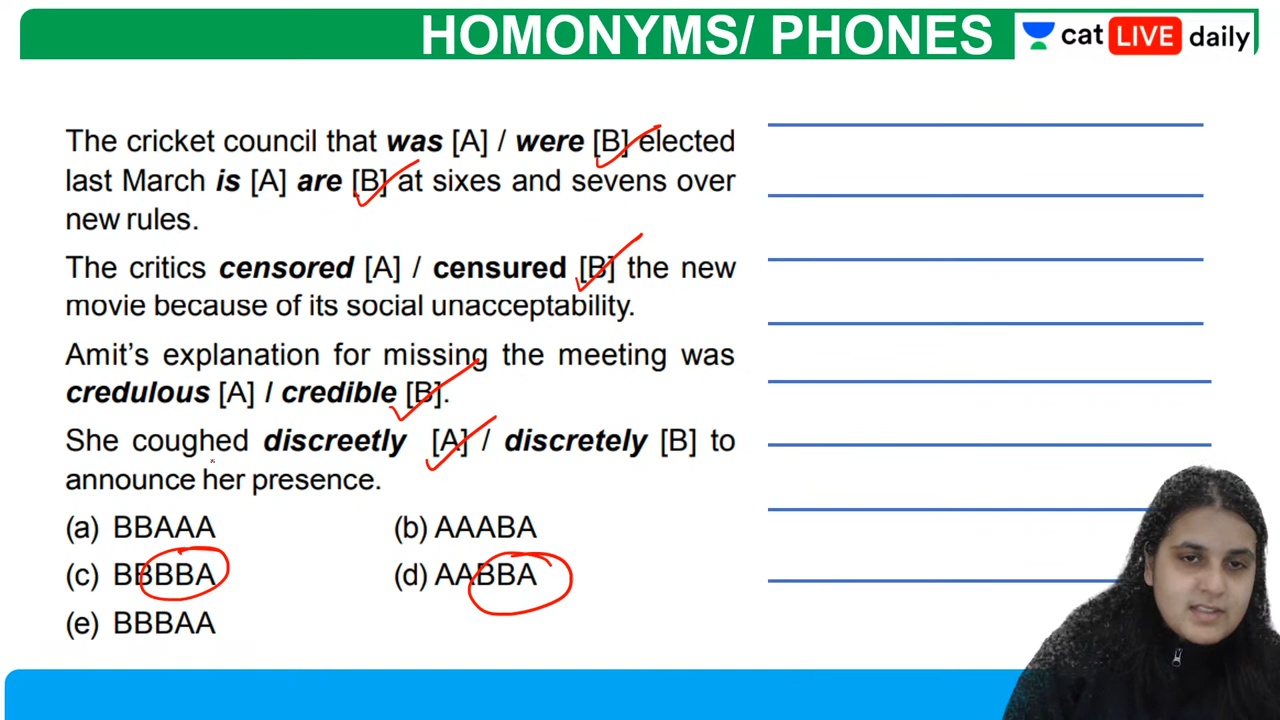 HOMONYMS/ PHONES
cat LIVE daily
The cricket council that was [A] / were [B] elected
last March is [A] are [B] at sixes and sevens over
new rules.
The critics censored [A] / censured [B] the new
movie because of its social unacceptability.
Amit’s explanation for missing the meeting was
credulous [A] / credible [B].
She coughed discreetly [A] / discretely [B] to
announce her presence.
(a) BBAAA (b) AAABA
(c) BBBBA (d) AABBA
(e) BBBAA